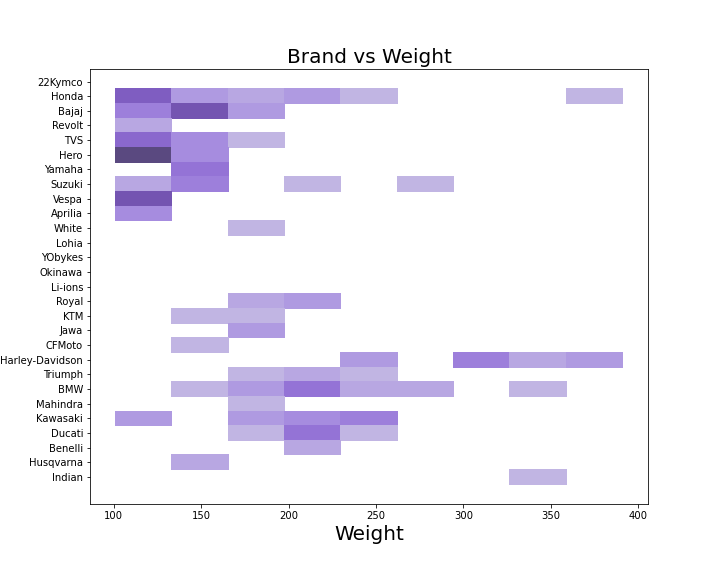 Brand vs Weight
22Kymco
Honda
Bajaj
Revolt
TVS
Hero
Yamaha
Suzuki
Vespa
Aprilia
White
Lohia
YObykes
Okinawa
Li-ions
Royal
KTM
Jawa
CFMoto
Harley-Davidson
Triumph
BMW
Mahindra
Kawasaki
Ducati
Benelli
Husqvarna
Indian
100 150 200 250 300 350 400
Weight